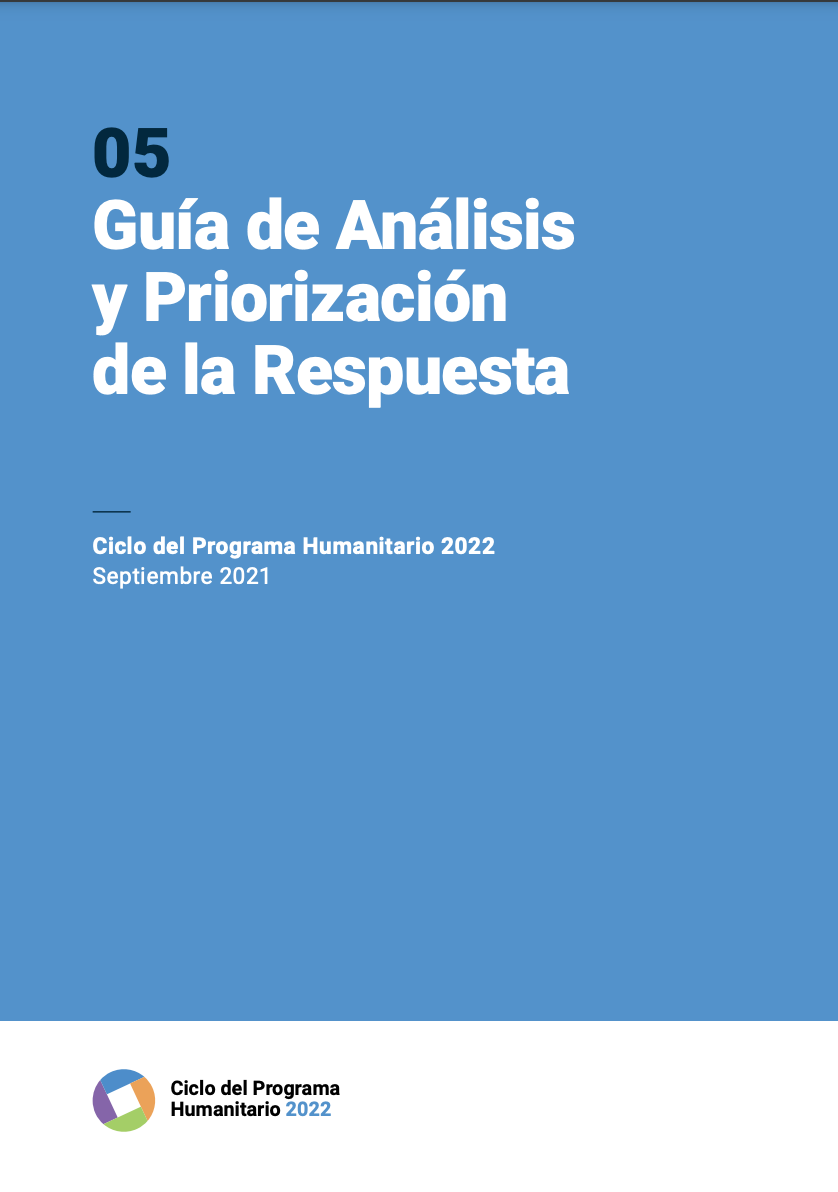 05
Guía de Análisis
y Priorización
de la Respuesta
Ciclo del Programa Humanitario 2022
Septiembre 2021
Ciclo del Programa
Humanitario 2022